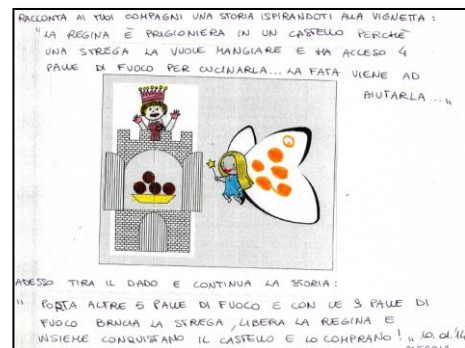 RACCONTA AI TUOI COMPAGNI UNA STORIA ISPIRANDOTI ALLA VIGNETTA :
"LA REGINA È PRIGIONIERA IN UN CASTELLO PERCHÈ
UNA STREGA LA VUOLE MANGIARE E HA ACCESO 4
PALLE DI FUOCO PER CUCINARLA... LA FATA VIENE AD
AIUTARLA..."
ADESSO TIRA IL DADO E CONTINUA LA STORIA:
" PORTA ALTRE 5 PALLE DI FUOCO E CON LE 9 PALLE DI
FUOCO BRUCIA LA STREGA, LIBERA LA REGINA E
INSIEME CONQUISTANO IL CASTELLO E LO COMPRANO! "